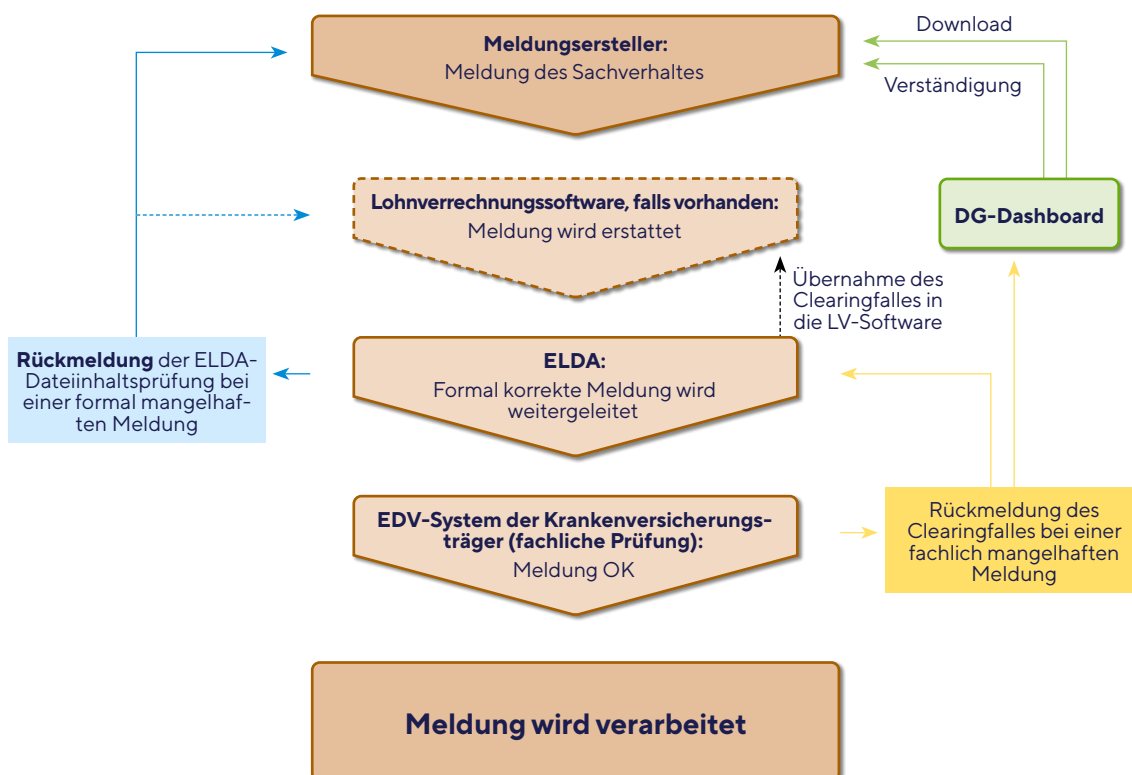 Meldungsersteller:
Meldung des Sachverhaltes
Download
Verständigung
Lohnverrechnungssoftware, falls vorhanden:
Meldung wird erstattet
DG-Dashboard
Übernahme des
Clearingfalles in
die LV-Software
Rückmeldung der ELDA-
Dateiinhaltsprüfung bei
einer formal mangelhaf-
ten Meldung
ELDA:
Formal korrekte Meldung wird
weitergeleitet
EDV-System der Krankenversicherungs-
träger (fachliche Prüfung):
Meldung OK
Rückmeldung des
Clearingfalles bei einer
fachlich mangelhaften
Meldung
Meldung wird verarbeitet